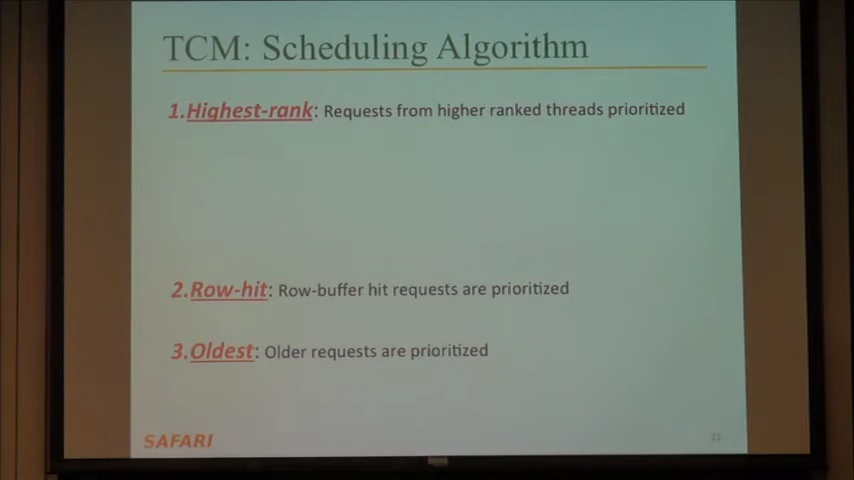 TCM: Scheduling Algorithm
1.Highest-rank: Requests from higher ranked threads prioritized
2.Row-hit: Row-buffer hit requests are prioritized
3.Oldest: Older requests are prioritized
SAFARI